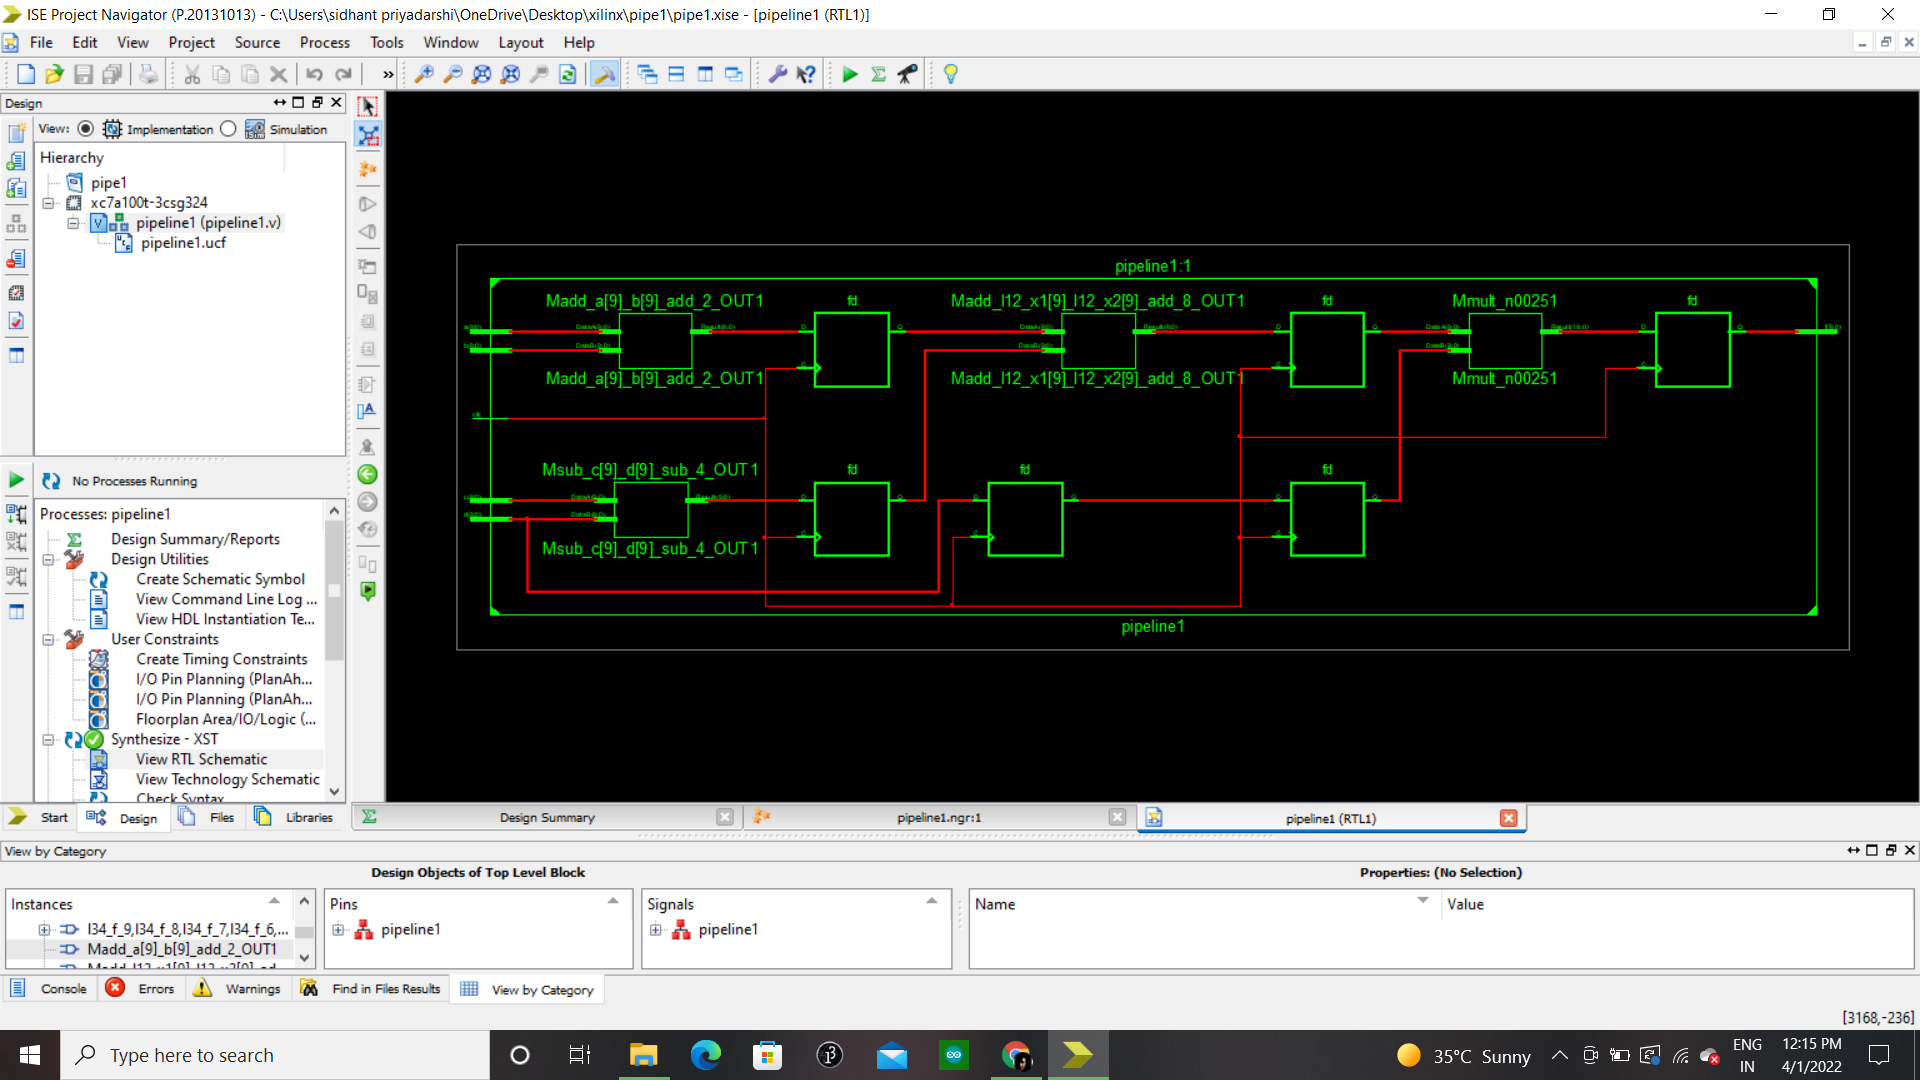 ISE Project Navigator (P.20131013) - C:\Users\sidhant priyadarshi\OneDrive\Desktop\xilinx\pipe1\pipe1.xise - [pipeline1 (RTL1)]
File Edit View Project Source Process Tools Window Layout Help
Design
View: Implementation Simulation
Hierarchy
pipe1
xc7a100t-3csg324
pipeline1 (pipeline1.v)
pipeline1.ucf
No Processes Running
Processes: pipeline1
Design Summary/Reports
Design Utilities
Create Schematic Symbol
View Command Line Log ...
View HDL Instantiation Te...
User Constraints
Create Timing Constraints
I/O Pin Planning (PlanAh...
I/O Pin Planning (PlanAh...
Floorplan Area/IO/Logic (...
Synthesize - XST
View RTL Schematic
View Technology Schematic
Check Syntax
Start Design Files Libraries
pipeline1:1
Madd_a[9]_b[9]_add_2_OUT1 fd Madd_l12_x1[9]_l12_x2[9]_add_8_OUT1 fd Mmult_n00251 fd
Madd_a[9]_b[9]_add_2_OUT1 Madd_l12_x1[9]_l12_x2[9]_add_8_OUT1 Mmult_n00251
clk
Msub_c[9]_d[9]_sub_4_OUT1 fd fd fd
Msub_c[9]_d[9]_sub_4_OUT1
pipeline1
Design Summary pipeline1.ngr:1 pipeline1 (RTL1)
View by Category
Design Objects of Top Level Block Properties: (No Selection)
Instances Pins Signals Name Value
l34_f_9,l34_f_8,l34_f_7,l34_f_6,... pipeline1 pipeline1
Madd_a[9]_b[9]_add_2_OUT1
Console Errors Warnings Find in Files Results View by Category
[3168,-236]
Type here to search
35°C Sunny
ENG
IN
12:15 PM
4/1/2022